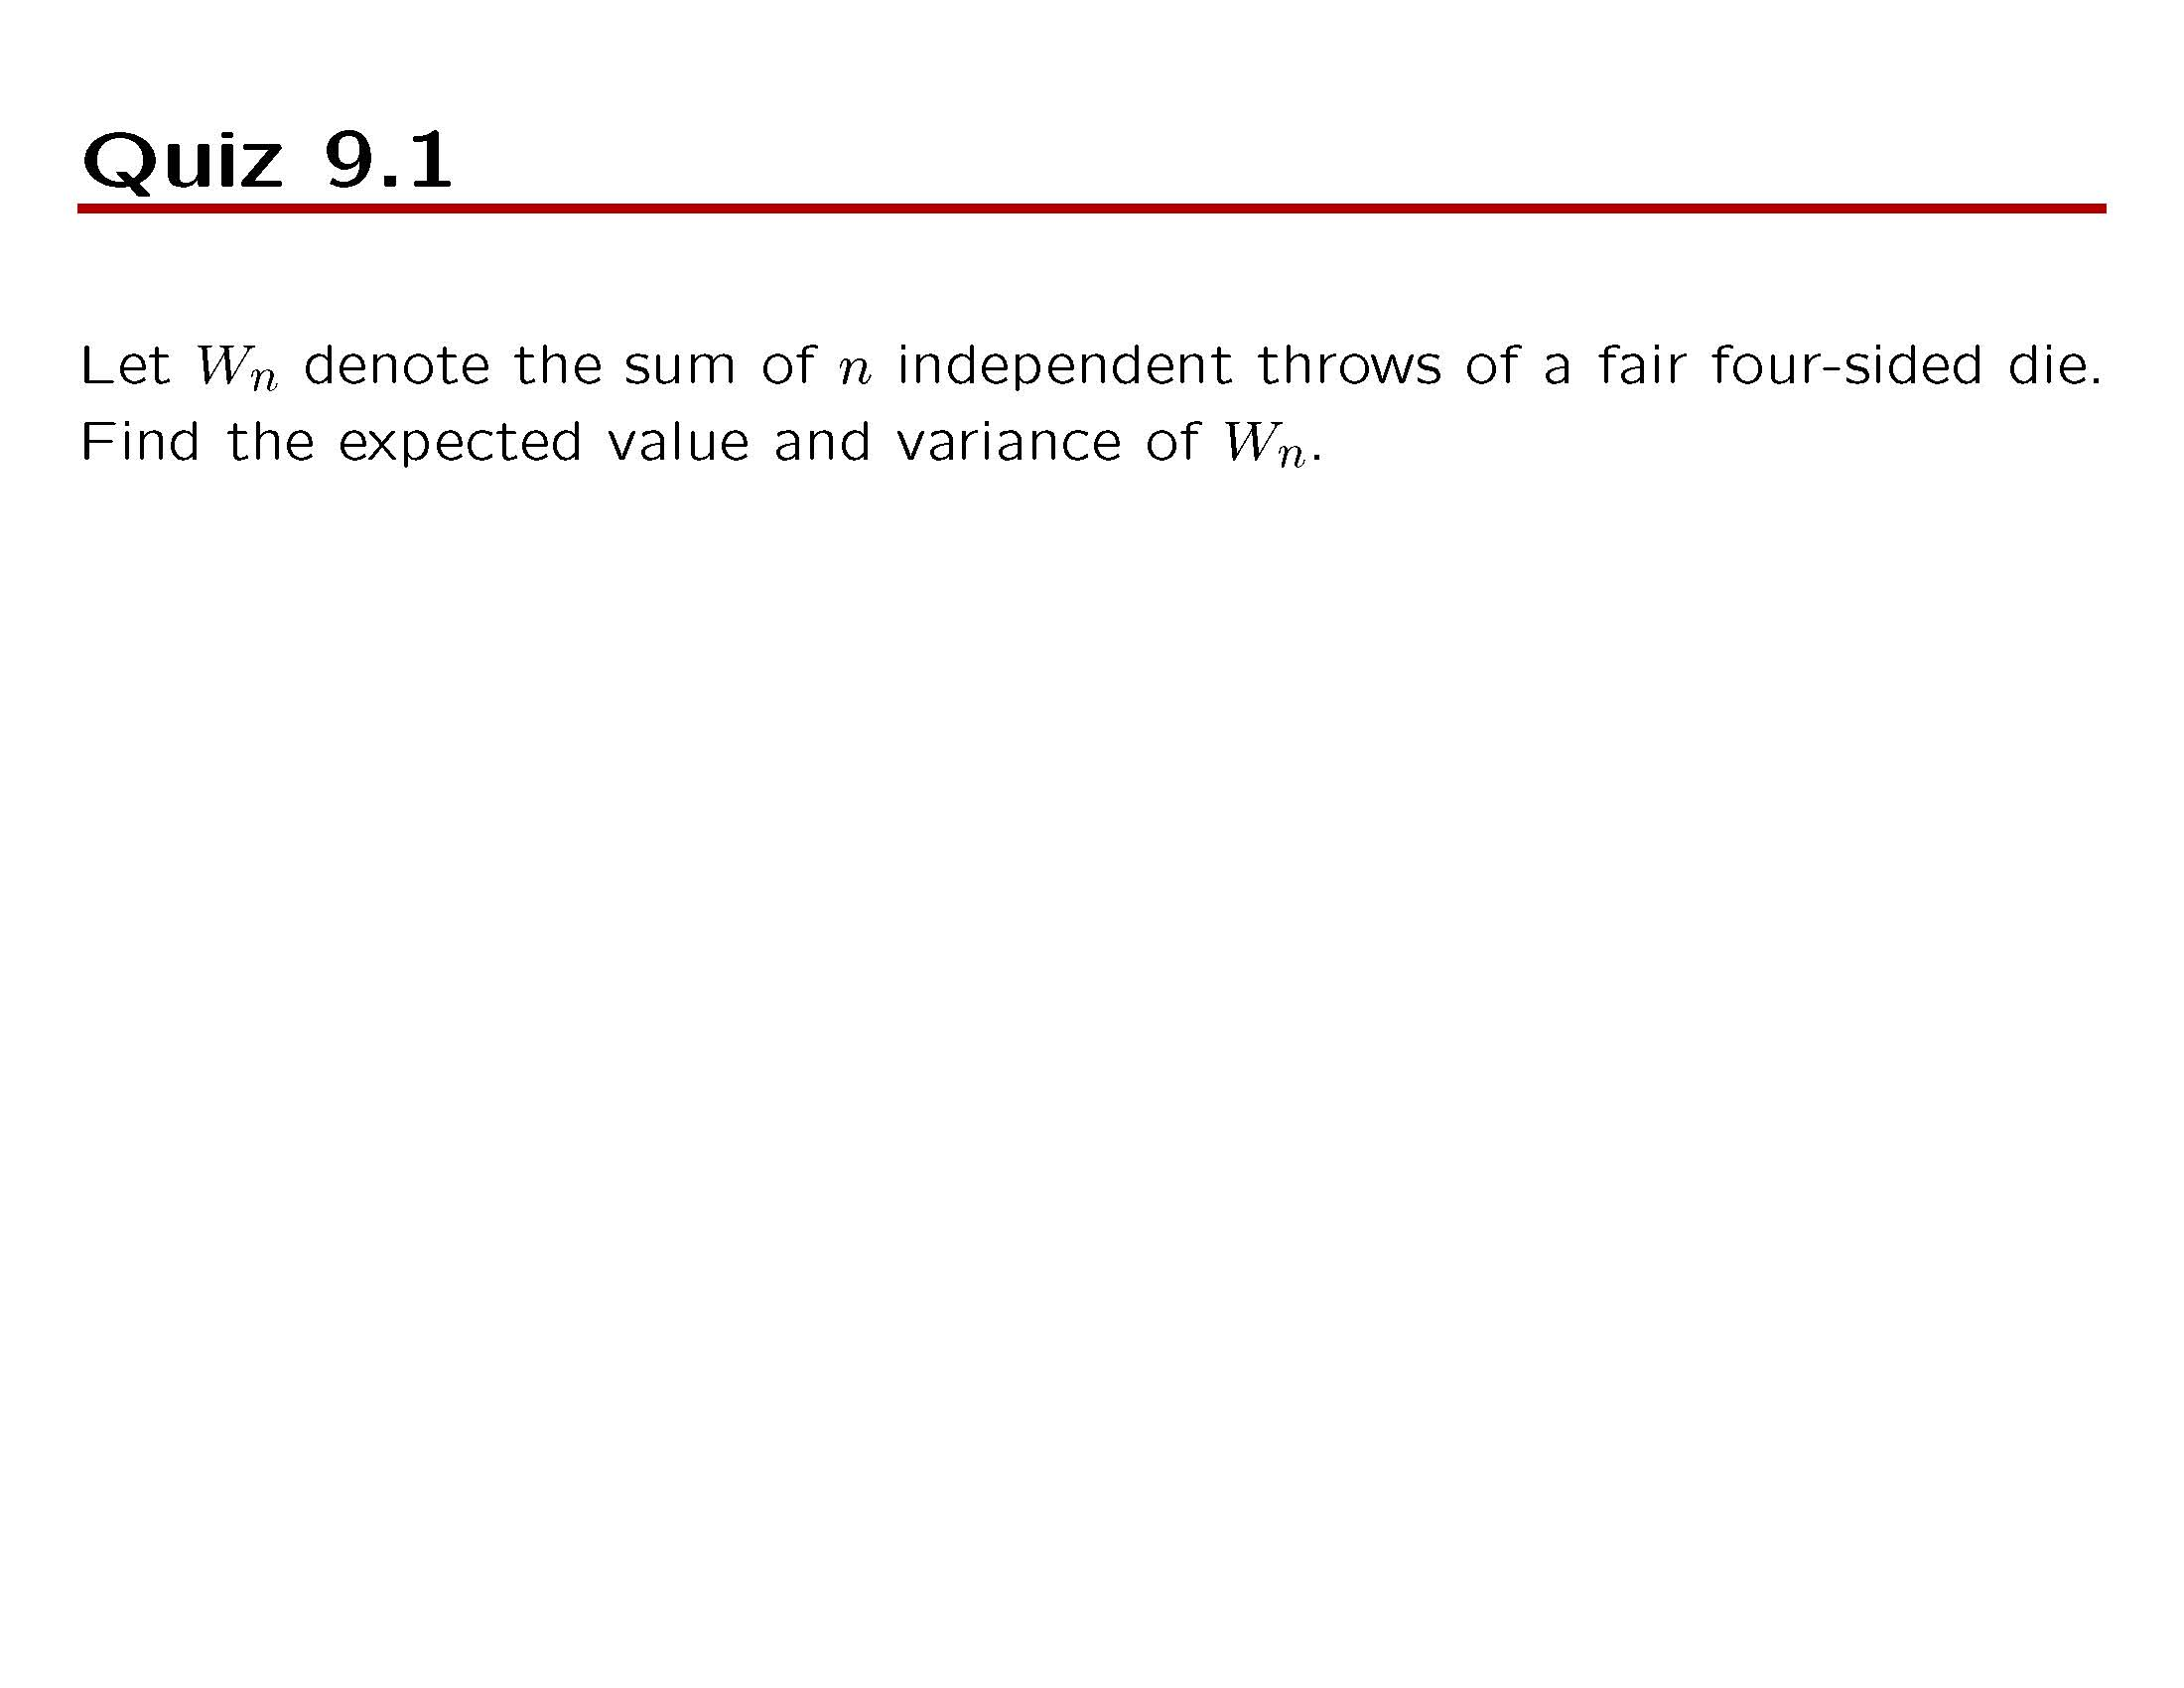 Quiz 9.1
Let Wn denote the sum of n independent throws of a fair four-sided die.
Find the expected value and variance of Wn.